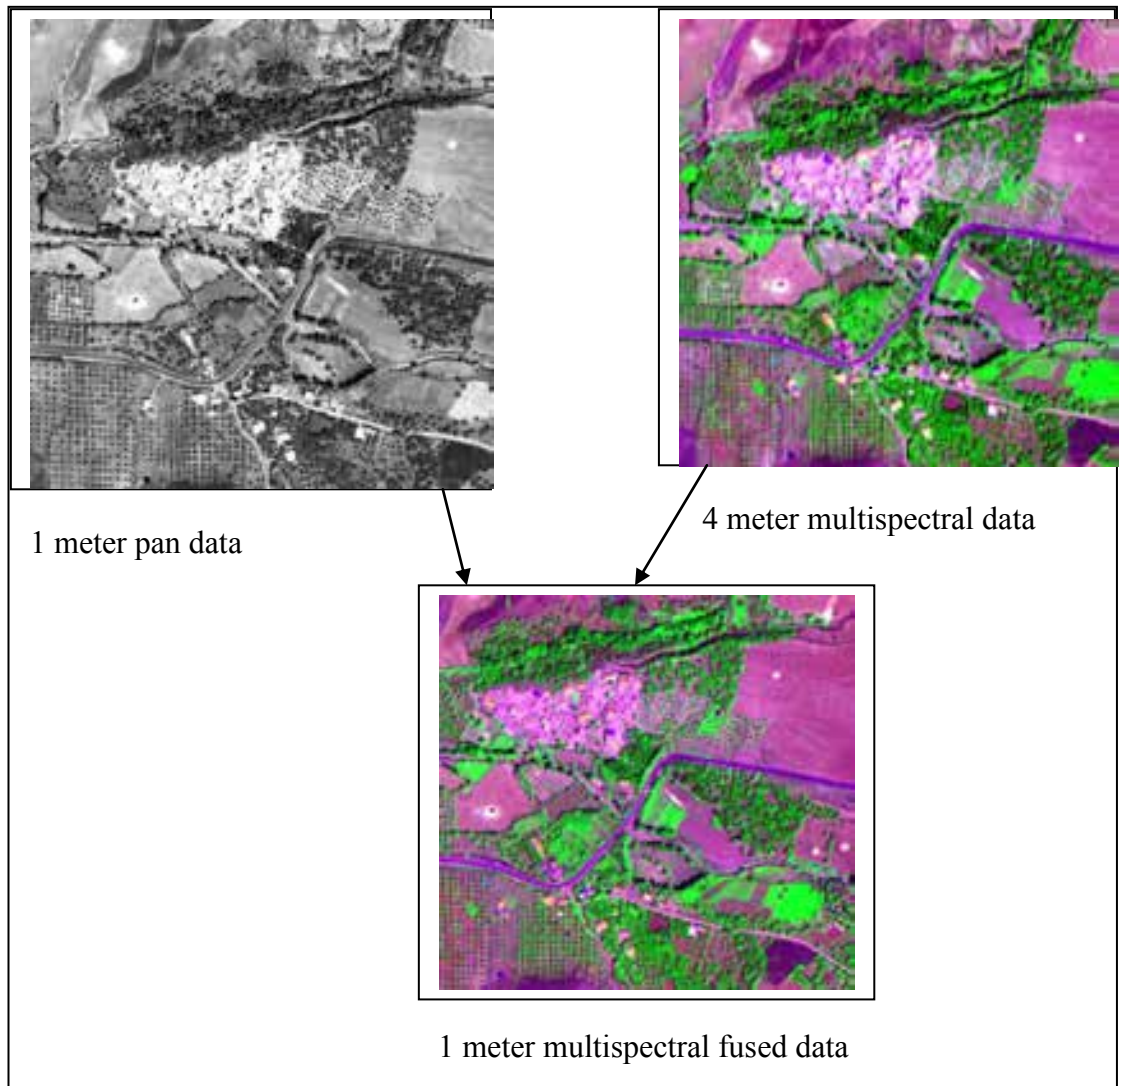 1 meter pan data
4 meter multispectral data
1 meter multispectral fused data